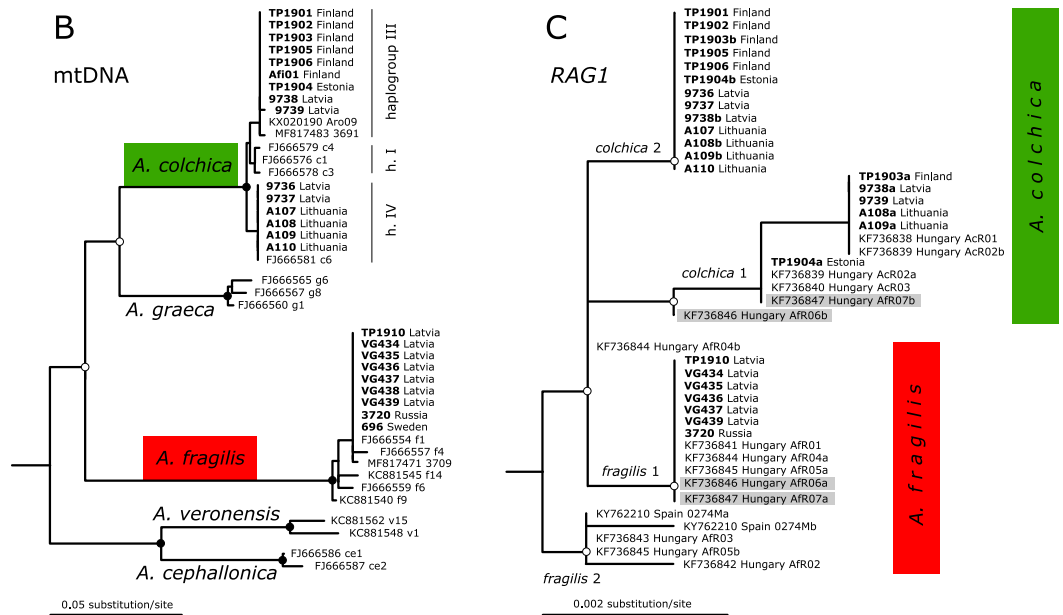 B
mtDNA
TP1901 Finland
TP1902 Finland
TP1903 Finland
TP1905 Finland
TP1906 Finland
Afi01 Finland
TP1904 Estonia
9738 Latvia
9739 Latvia
KX020190 Aro09
MF817483 3691
haplogroup III
FJ666579 c4
FJ666576 c1
FJ666578 c3
h. I
A. colchica
9736 Latvia
9737 Latvia
A107 Lithuania
A108 Lithuania
A109 Lithuania
A110 Lithuania
FJ666581 c6
h. IV
FJ666565 g6
FJ666567 g8
FJ666560 g1
A. graeca
TP1910 Latvia
VG434 Latvia
VG435 Latvia
VG436 Latvia
VG437 Latvia
VG438 Latvia
VG439 Latvia
3720 Russia
696 Sweden
FJ666554 f1
FJ666557 f4
MF817471 3709
KC881545 f14
FJ666559 f6
KC881540 f9
A. fragilis
A. veronensis
KC881562 v15
KC881548 v1
FJ666586 ce1
FJ666587 ce2
A. cephallonica
0.05 substitution/site
C
RAG1
TP1901 Finland
TP1902 Finland
TP1903b Finland
TP1905 Finland
TP1906 Finland
TP1904b Estonia
9736 Latvia
9737 Latvia
9738b Latvia
A107 Lithuania
A108b Lithuania
A109b Lithuania
A110 Lithuania
colchica 2
TP1903a Finland
9738a Latvia
9739 Latvia
A108a Lithuania
A109a Lithuania
KF736838 Hungary AcR01
KF736839 Hungary AcR02b
TP1904a Estonia
KF736839 Hungary AcR02a
KF736840 Hungary AcR03
KF736847 Hungary AfR07b
colchica 1
KF736846 Hungary AfR06b
A. colchica
KF736844 Hungary AfR04b
TP1910 Latvia
VG434 Latvia
VG435 Latvia
VG436 Latvia
VG437 Latvia
VG439 Latvia
3720 Russia
KF736841 Hungary AfR01
KF736844 Hungary AfR04a
KF736845 Hungary AfR05a
KF736846 Hungary AfR06a
KF736847 Hungary AfR07a
fragilis 1
KY762210 Spain 0274Ma
KY762210 Spain 0274Mb
KF736843 Hungary AfR03
KF736845 Hungary AfR05b
KF736842 Hungary AfR02
fragilis 2
A. fragilis
0.002 substitution/site